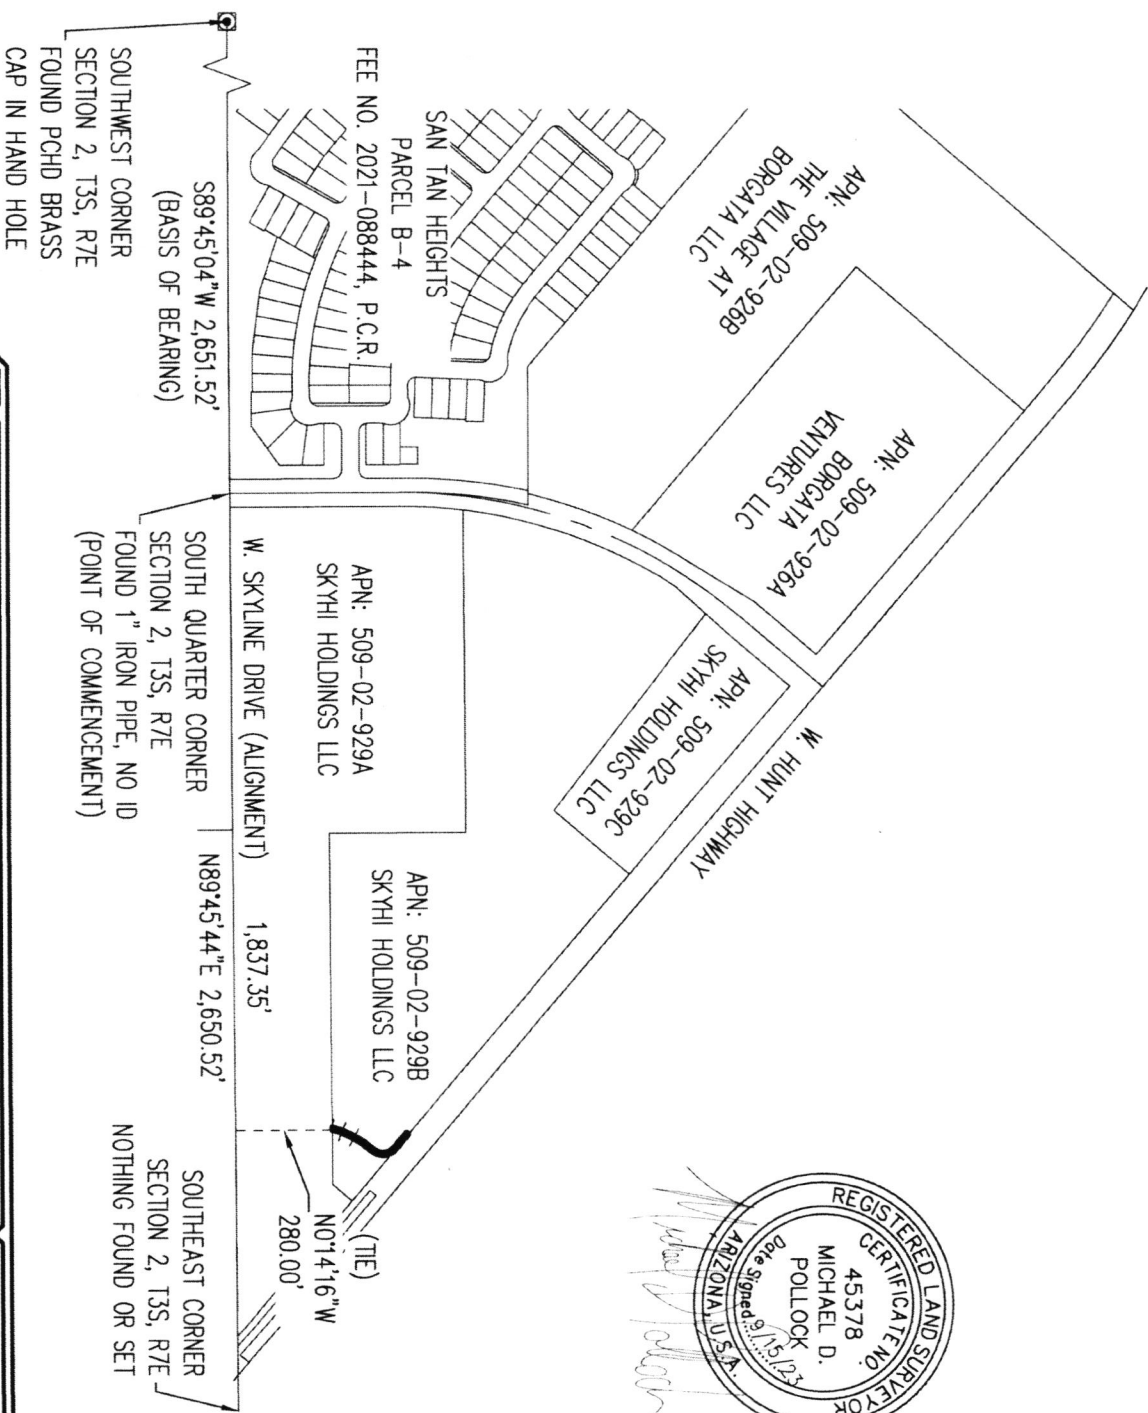 APN: 509-02-926B
THE VILLAGE AT
BORGATA LLC
APN: 509-02-926A
BORGATA
VENTURES LLC
W. HUNT HIGHWAY
SAN TAN HEIGHTS
PARCEL B-4
FEE NO. 2021-088444, P.C.R.
APN: 509-02-929C
SKYHI HOLDINGS LLC
APN: 509-02-929A
SKYHI HOLDINGS LLC
APN: 509-02-929B
SKYHI HOLDINGS LLC
W. SKYLINE DRIVE (ALIGNMENT)
1,837.35'
(TIE)
N0°14'16"W
280.00'
S89°45'04"W 2,651.52'
(BASIS OF BEARING)
N89°45'44"E 2,650.52'
SOUTHWEST CORNER
SECTION 2, T3S, R7E
FOUND PCHD BRASS
CAP IN HAND HOLE
SOUTH QUARTER CORNER
SECTION 2, T3S, R7E
FOUND 1" IRON PIPE, NO ID
(POINT OF COMMENCEMENT)
SOUTHEAST CORNER
SECTION 2, T3S, R7E
NOTHING FOUND OR SET
REGISTERED LAND SURVEYOR
CERTIFICATE NO.
45378
MICHAEL D.
POLLOCK
Date Signed 9/15/23
ARIZONA, U.S.A.